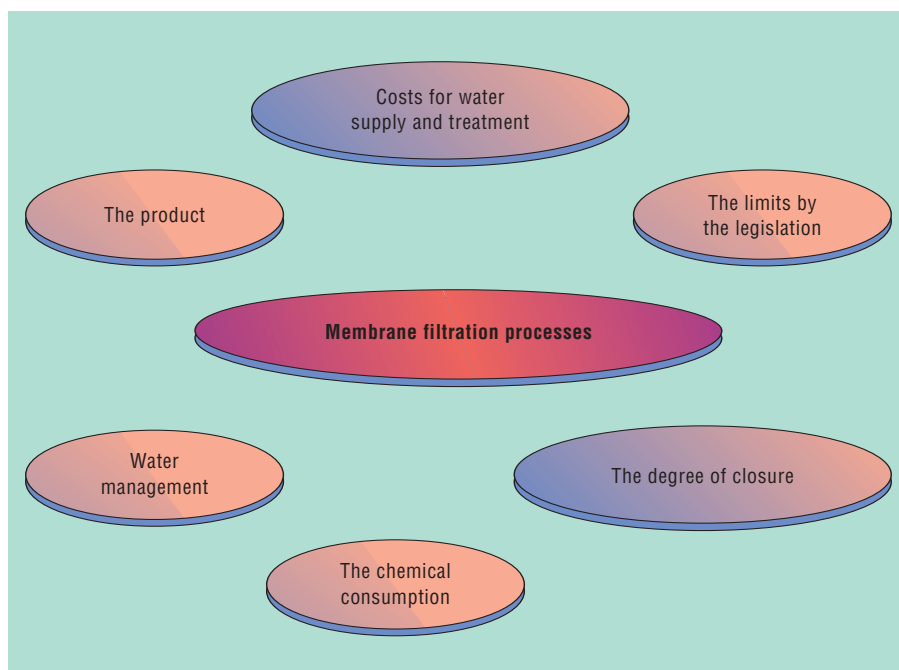 Costs for water
supply and treatment
The product
The limits by
the legislation
Membrane filtration processes
Water
management
The degree of closure
The chemical
consumption